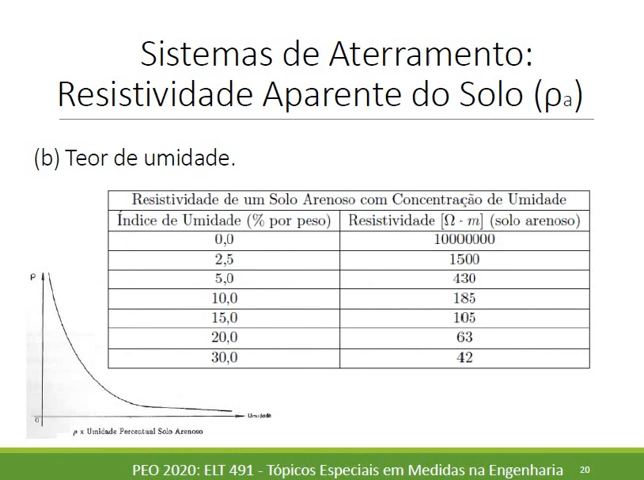 Sistemas de Aterramento:
Resistividade Aparente do Solo (ρa)
(b) Teor de umidade.
Resistividade de um Solo Arenoso com Concentração de Umidade
Índice de Umidade (% por peso) Resistividade [Ω · m] (solo arenoso)
0,0 10000000
2,5 1500
5,0 430
10,0 185
15,0 105
20,0 63
30,0 42
ρ
0
Umidade
ρ x Umidade Percentual Solo Arenoso
PEO 2020: ELT 491 - Tópicos Especiais em Medidas na Engenharia 20